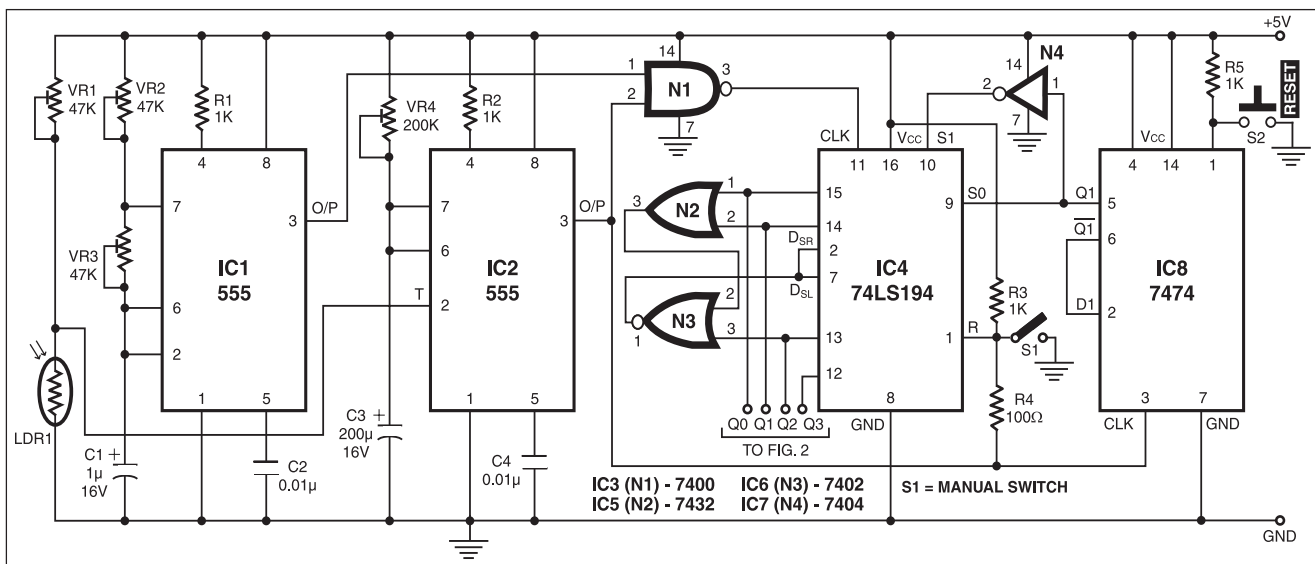 +5V
VR1
47K
VR2
47K
R1
1K
VR4
200K
R2
1K
14
1
2
N1
3
7
N4
14
2
1
7
R5
1K
RESET
S2
CLK
VCC
S1
VCC
4
8
4
8
11
16
10
4
14
1
7
3
O/P
7
3
O/P
3
N2
1
2
15
14
9
S0
Q1
5
VR3
47K
IC1
555
6
2
IC2
555
6
T
2
DSR
2
7
DSL
IC4
74LS194
Q1
6
D1
2
IC8
7474
N3
2
3
1
13
12
1
R
R3
1K
S1
LDR1
1
5
1
5
8
GND
R4
100Ω
3
CLK
7
GND
C1
1µ
16V
C2
0.01µ
C3
200µ
16V
C4
0.01µ
Q0 Q1 Q2 Q3
TO FIG. 2
IC3 (N1) - 7400 IC6 (N3) - 7402
IC5 (N2) - 7432 IC7 (N4) - 7404
S1 = MANUAL SWITCH
GND